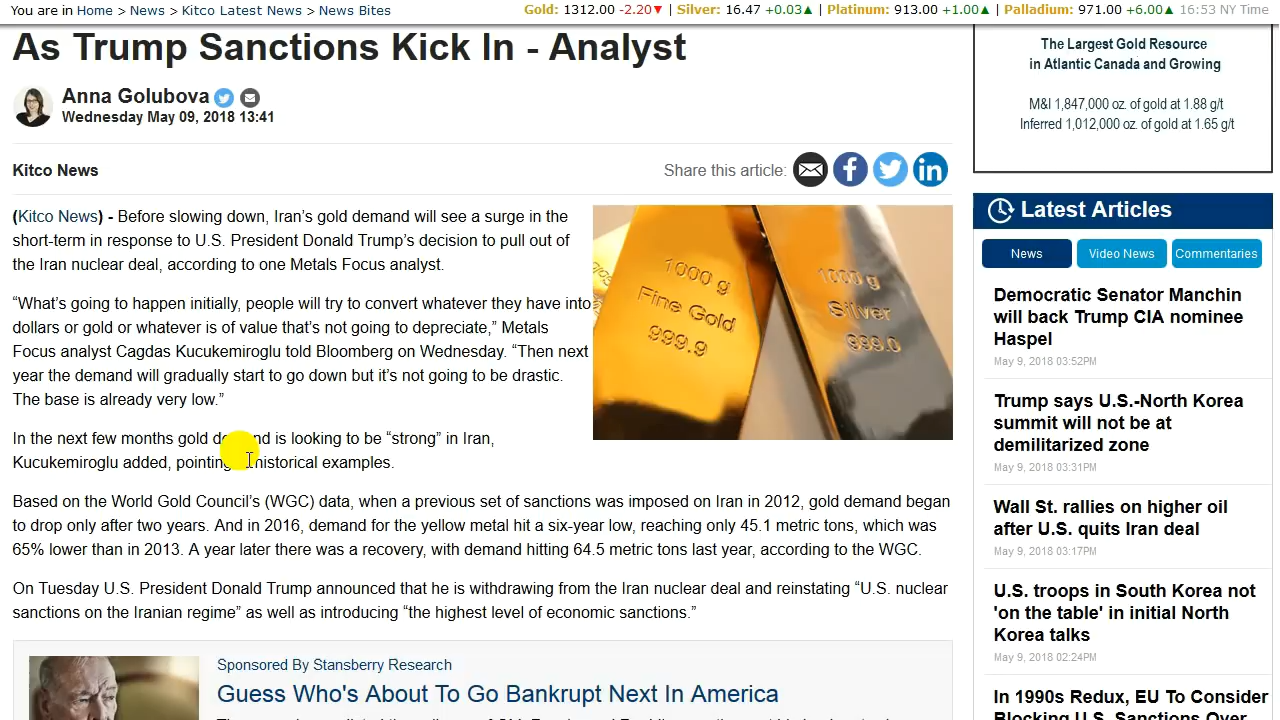 You are in Home > News > Kitco Latest News > News Bites
Gold: 1312.00 -2.20▼ | Silver: 16.47 +0.03▲ | Platinum: 913.00 +1.00▲ | Palladium: 971.00 +6.00▲ 16:53 NY Time
As Trump Sanctions Kick In - Analyst
Anna Golubova
Wednesday May 09, 2018 13:41
Kitco News
Share this article:
(Kitco News) - Before slowing down, Iran’s gold demand will see a surge in the
short-term in response to U.S. President Donald Trump’s decision to pull out of
the Iran nuclear deal, according to one Metals Focus analyst.
“What’s going to happen initially, people will try to convert whatever they have into
dollars or gold or whatever is of value that’s not going to depreciate,” Metals
Focus analyst Cagdas Kucukemiroglu told Bloomberg on Wednesday. “Then next
year the demand will gradually start to go down but it’s not going to be drastic.
The base is already very low.”
In the next few months gold demand is looking to be “strong” in Iran,
Kucukemiroglu added, pointing historical examples.
Based on the World Gold Council’s (WGC) data, when a previous set of sanctions was imposed on Iran in 2012, gold demand began
to drop only after two years. And in 2016, demand for the yellow metal hit a six-year low, reaching only 45.1 metric tons, which was
65% lower than in 2013. A year later there was a recovery, with demand hitting 64.5 metric tons last year, according to the WGC.
On Tuesday U.S. President Donald Trump announced that he is withdrawing from the Iran nuclear deal and reinstating “U.S. nuclear
sanctions on the Iranian regime” as well as introducing “the highest level of economic sanctions.”
Sponsored By Stansberry Research
Guess Who's About To Go Bankrupt Next In America
1000 g
Fine Gold
999.9
1000 g
Silver
999.0
The Largest Gold Resource
in Atlantic Canada and Growing
M&I 1,847,000 oz. of gold at 1.88 g/t
Inferred 1,012,000 oz. of gold at 1.65 g/t
Latest Articles
News
Video News
Commentaries
Democratic Senator Manchin
will back Trump CIA nominee
Haspel
May 9, 2018 03:52PM
Trump says U.S.-North Korea
summit will not be at
demilitarized zone
May 9, 2018 03:31PM
Wall St. rallies on higher oil
after U.S. quits Iran deal
May 9, 2018 03:17PM
U.S. troops in South Korea not
'on the table' in initial North
Korea talks
May 9, 2018 02:24PM
In 1990s Redux, EU To Consider
Blocking U.S. Sanctions Over